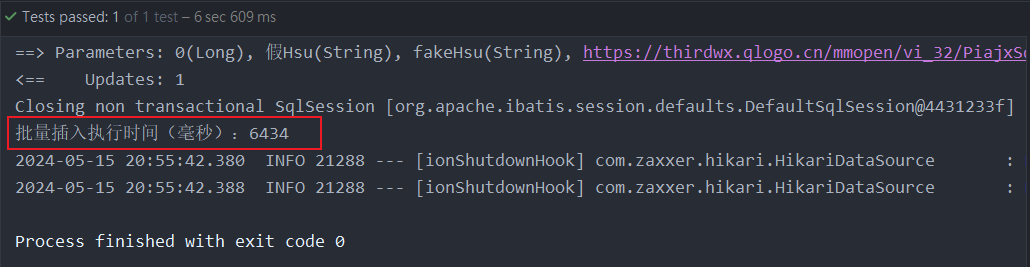 Tests passed: 1 of 1 test – 6 sec 609 ms
==> Parameters: 0(Long), 假Hsu(String), fakeHsu(String), https://thirdwx.qlogo.cn/mmopen/vi_32/PiajxSq
<==    Updates: 1
Closing non transactional SqlSession [org.apache.ibatis.session.defaults.DefaultSqlSession@4431233f]
批量插入执行时间（毫秒）：6434
2024-05-15 20:55:42.380  INFO 21288 --- [ionShutdownHook] com.zaxxer.hikari.HikariDataSource       :
2024-05-15 20:55:42.388  INFO 21288 --- [ionShutdownHook] com.zaxxer.hikari.HikariDataSource       :
Process finished with exit code 0